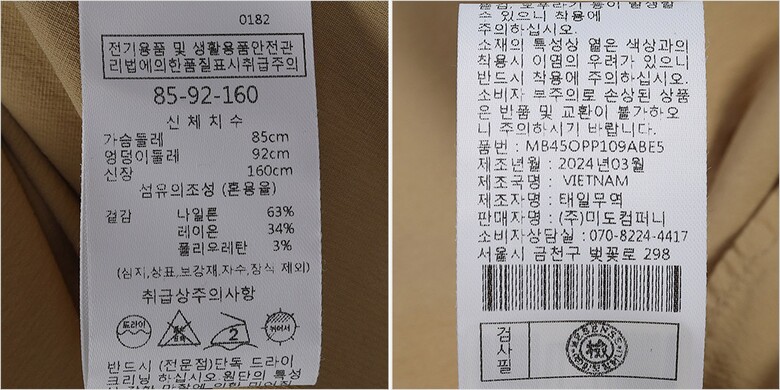 0182
전기용품 및 생활용품안전관
리법에의한품질표시취급주의
85-92-160
신체치수
가슴둘레 85cm
엉덩이둘레 92cm
신장 160cm
섬유의조성 (혼용율)
겉감 나일론 63%
레이온 34%
폴리우레탄 3%
(심지,상표,보강재,자수,장식 제외)
취급상주의사항
드라이
2
반드시 (전문점)단독 드라이
크리닝 하십시오 원단의 특성
수 있으니 착용에
주의하십시오.
소재의 특성상 옅은 색상과의
착용시 이염의 우려가 있으니
반드시 착용에 주의하십시오.
소비자 부주의로 손상된 상품
은 반품 및 교환이 불가하오
니 주의하시기 바랍니다.
품번 : MB45OPP109ABE5
제조년월 : 2024년03월
제조국명 : VIETNAM
제조자명 : 태일무역
판매자명 : (주)미도컴퍼니
소비자상담실 : 070-8224-4417
서울시 금천구 벚꽃로 298
검사필